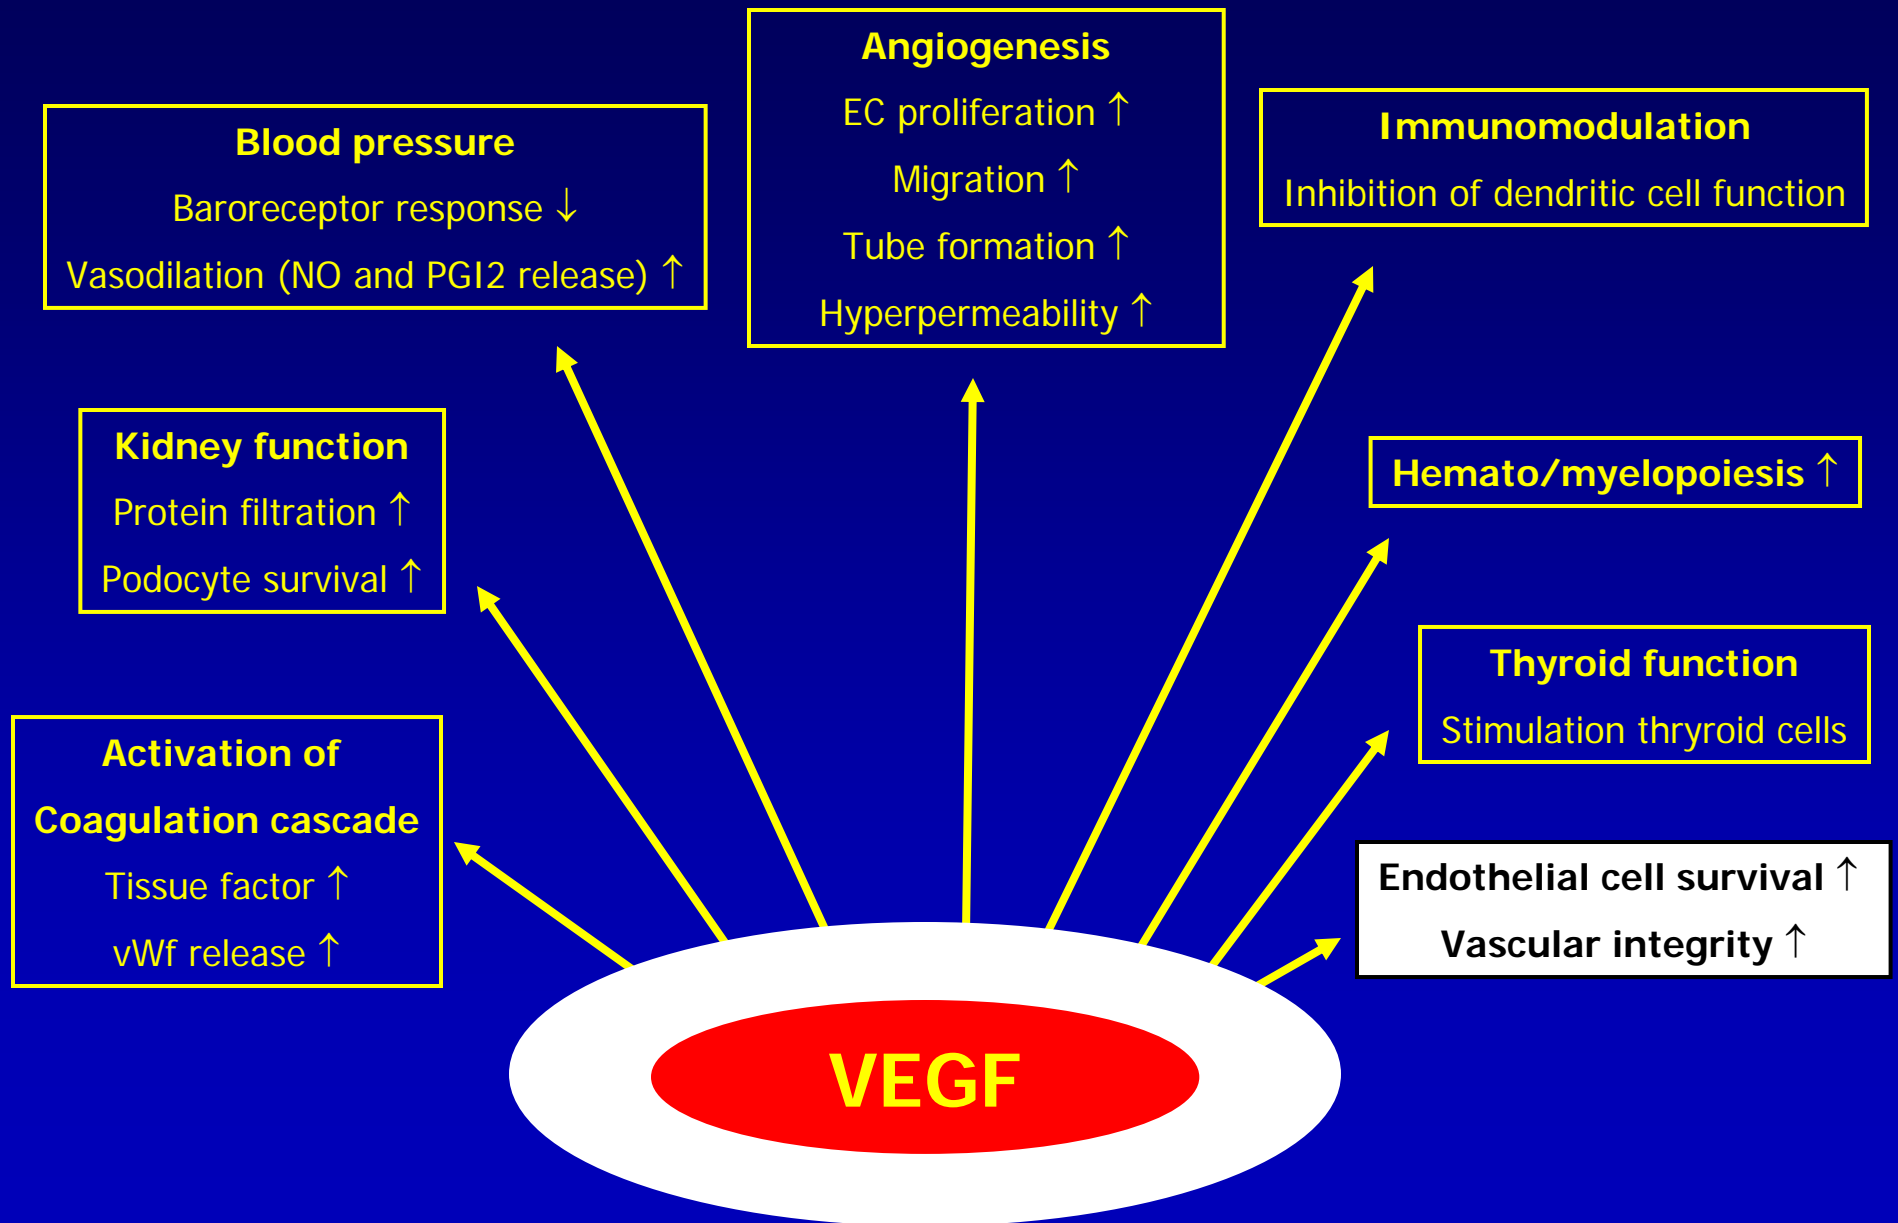 Angiogenesis
EC proliferation ↑
Migration ↑
Tube formation ↑
Hyperpermeability ↑
Blood pressure
Baroreceptor response ↓
Vasodilation (NO and PGI2 release) ↑
Immunomodulation
Inhibition of dendritic cell function
Kidney function
Protein filtration ↑
Podocyte survival ↑
Hemato/myelopoiesis ↑
Thyroid function
Stimulation thryroid cells
Activation of
Coagulation cascade
Tissue factor ↑
vWf release ↑
Endothelial cell survival ↑
Vascular integrity ↑
VEGF